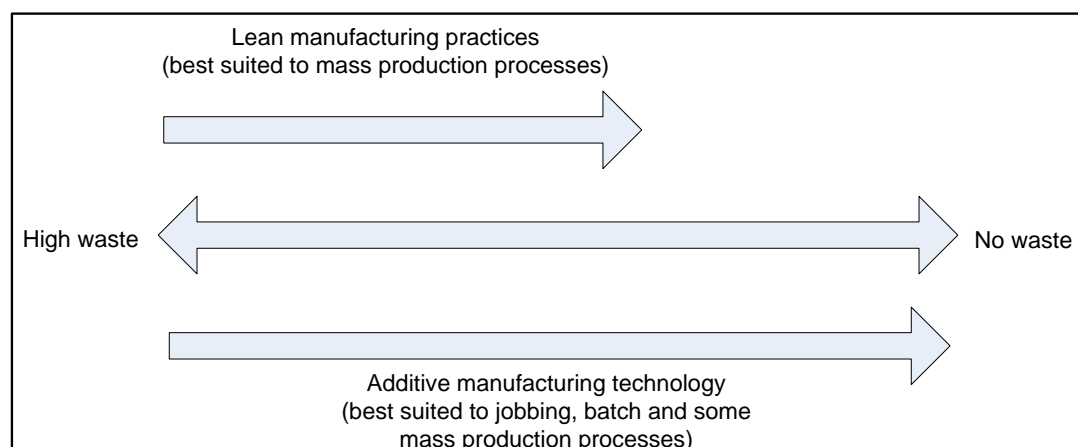 Lean manufacturing practices
(best suited to mass production processes)
High waste
No waste
Additive manufacturing technology
(best suited to jobbing, batch and some
mass production processes)